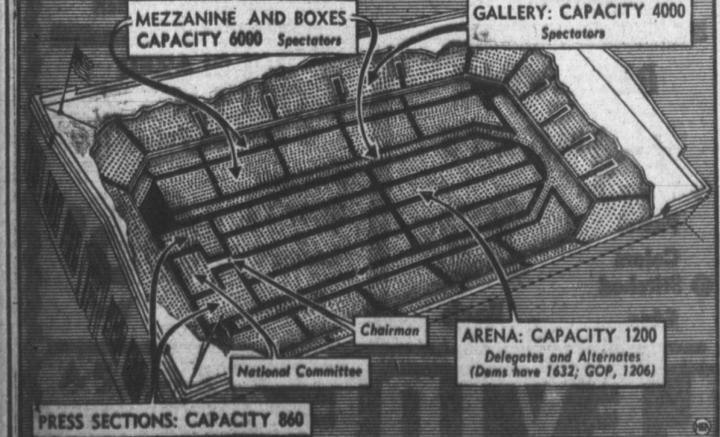 MEZZANINE AND BOXES
CAPACITY 6000 Spectators
GALLERY: CAPACITY 4000
Spectators
Chairman
National Committee
ARENA: CAPACITY 1200
Delegates and Alternates
(Dems have 1632; GOP, 1206)
PRESS SECTIONS: CAPACITY 860